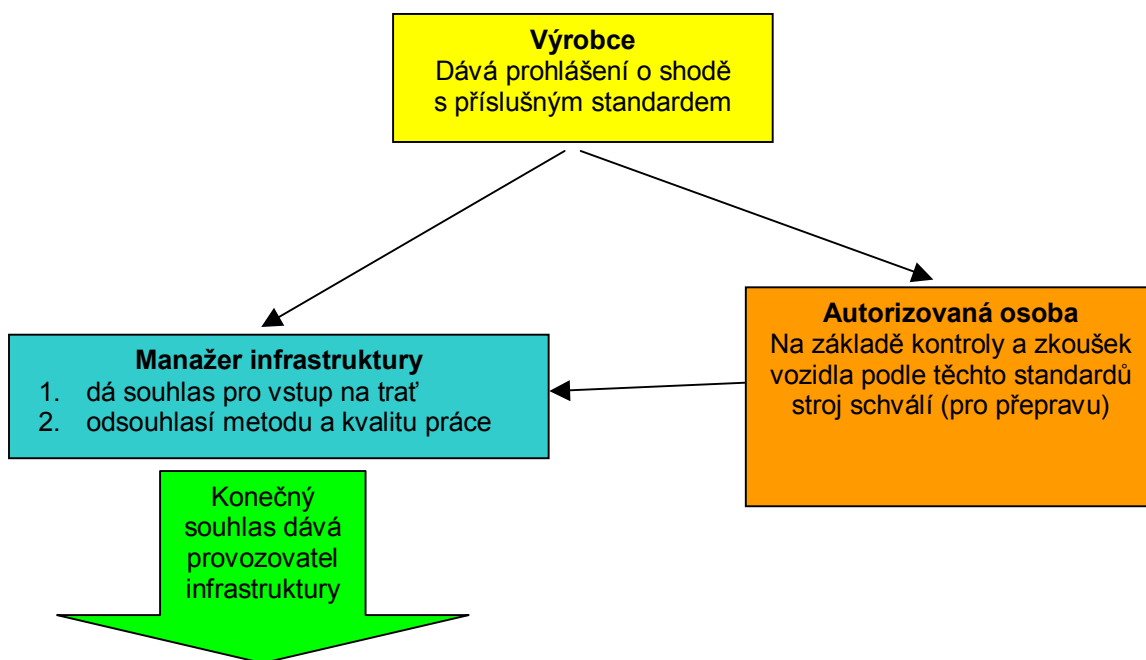 Výrobce
Dává prohlášení o shodě
s příslušným standardem
Manažer infrastruktury
1. dá souhlas pro vstup na trať
2. odsouhlasí metodu a kvalitu práce
Autorizovaná osoba
Na základě kontroly a zkoušek
vozidla podle těchto standardů
stroj schválí (pro přepravu)
Konečný
souhlas dává
provozovatel
infrastruktury